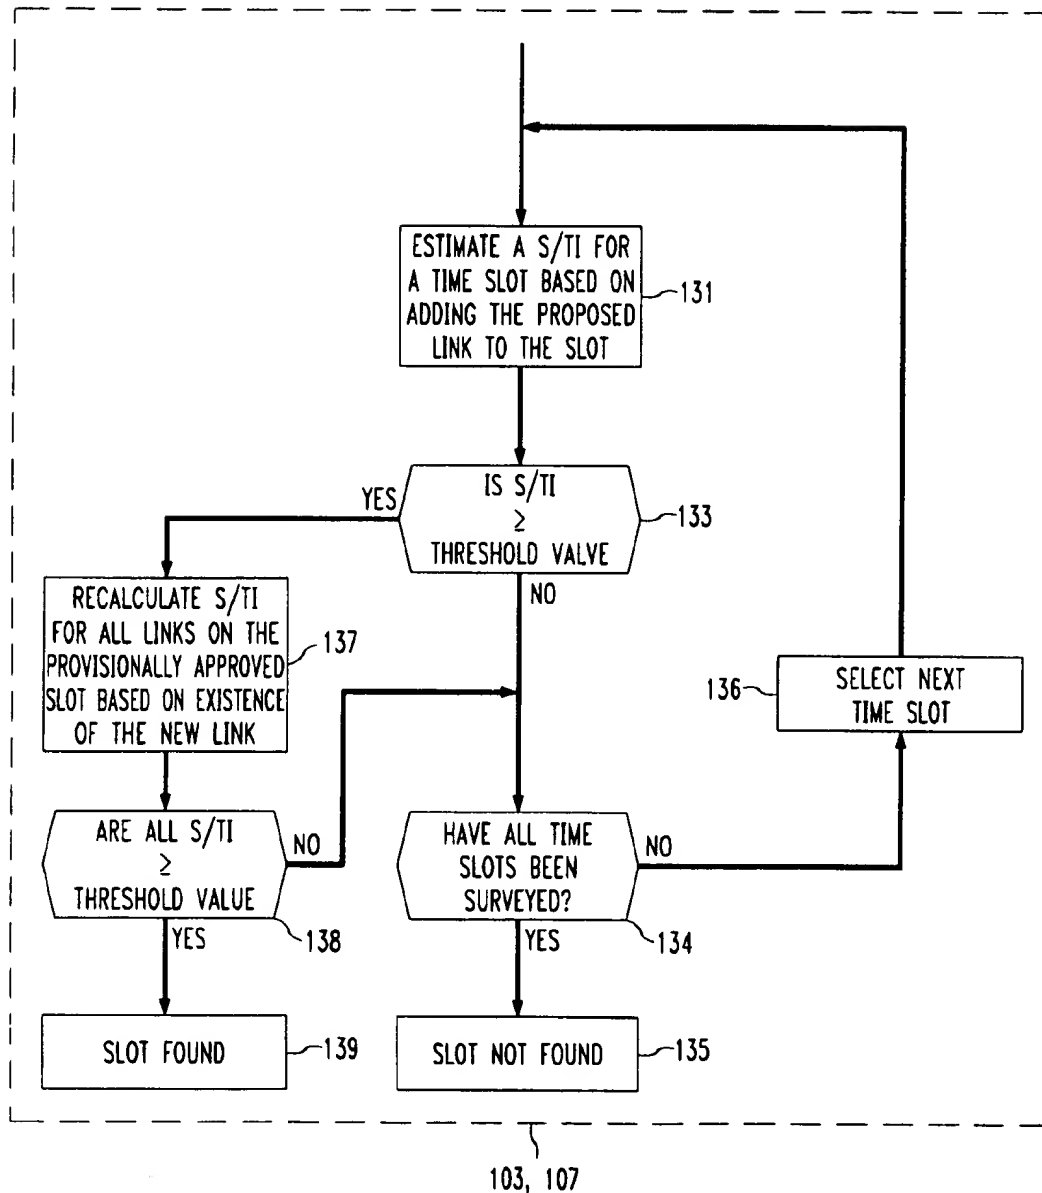 ESTIMATE A S/TI FOR
A TIME SLOT BASED ON
ADDING THE PROPOSED
LINK TO THE SLOT
131
IS S/TI
≥
THRESHOLD VALVE
133
YES
NO
RECALCULATE S/TI
FOR ALL LINKS ON THE
PROVISIONALLY APPROVED
SLOT BASED ON EXISTENCE
OF THE NEW LINK
137
136
SELECT NEXT
TIME SLOT
ARE ALL S/TI
≥
THRESHOLD VALUE
NO
138
YES
HAVE ALL TIME
SLOTS BEEN
SURVEYED?
NO
134
YES
SLOT FOUND
139
SLOT NOT FOUND
135
103, 107